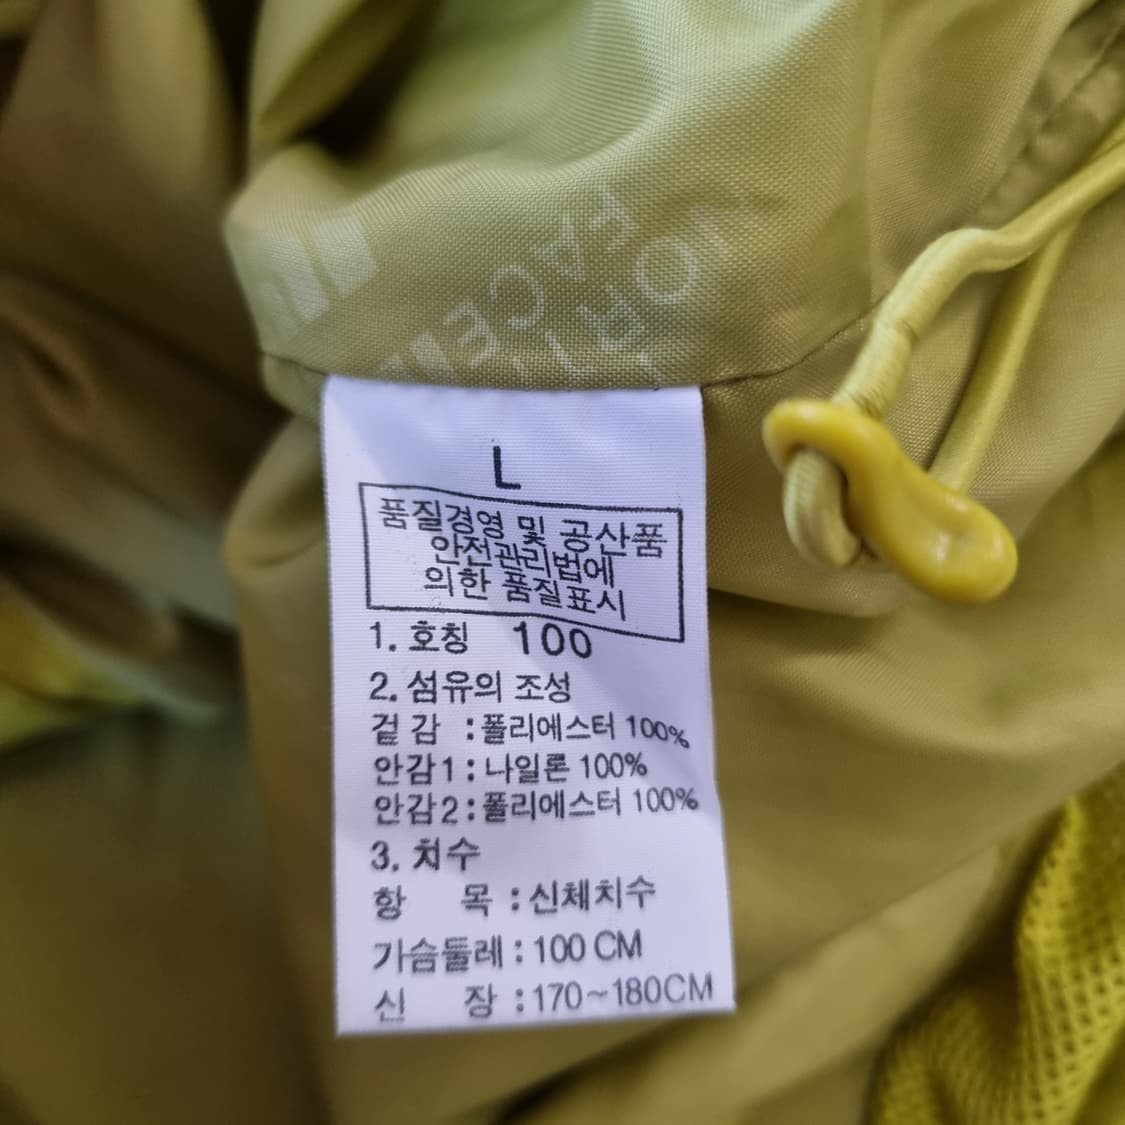 FACE
L
품질경영 및 공산품
안전관리법에
의한 품질표시
1. 호칭 100
2. 섬유의 조성
겉 감 : 폴리에스터 100%
안감1 : 나일론 100%
안감2 : 폴리에스터 100%
3. 치수
항 목 : 신체치수
가슴둘레 : 100 CM
신 장 : 170~180CM